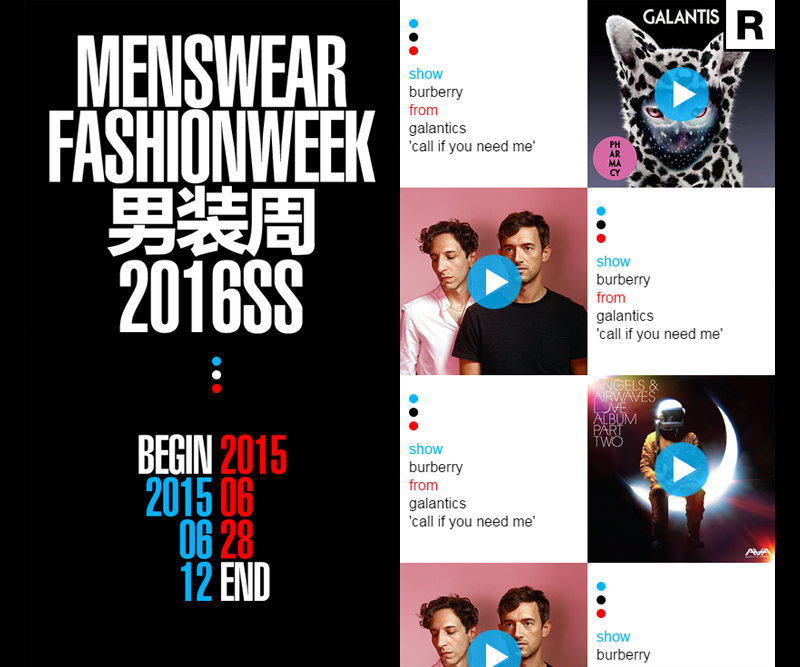 MENSWEAR
FASHIONWEEK
男装周
2016SS
BEGIN 2015
2015 06
06 28
12 END
show
burberry
from
galantics
'call if you need me'
GALANTIS
R
PH
AR
MA
CY
show
burberry
from
galantics
'call if you need me'
show
burberry
from
galantics
'call if you need me'
ANGELS &
AIRWAVES
LOVE
ALBUM
PART
TWO
AVA
show
burberry